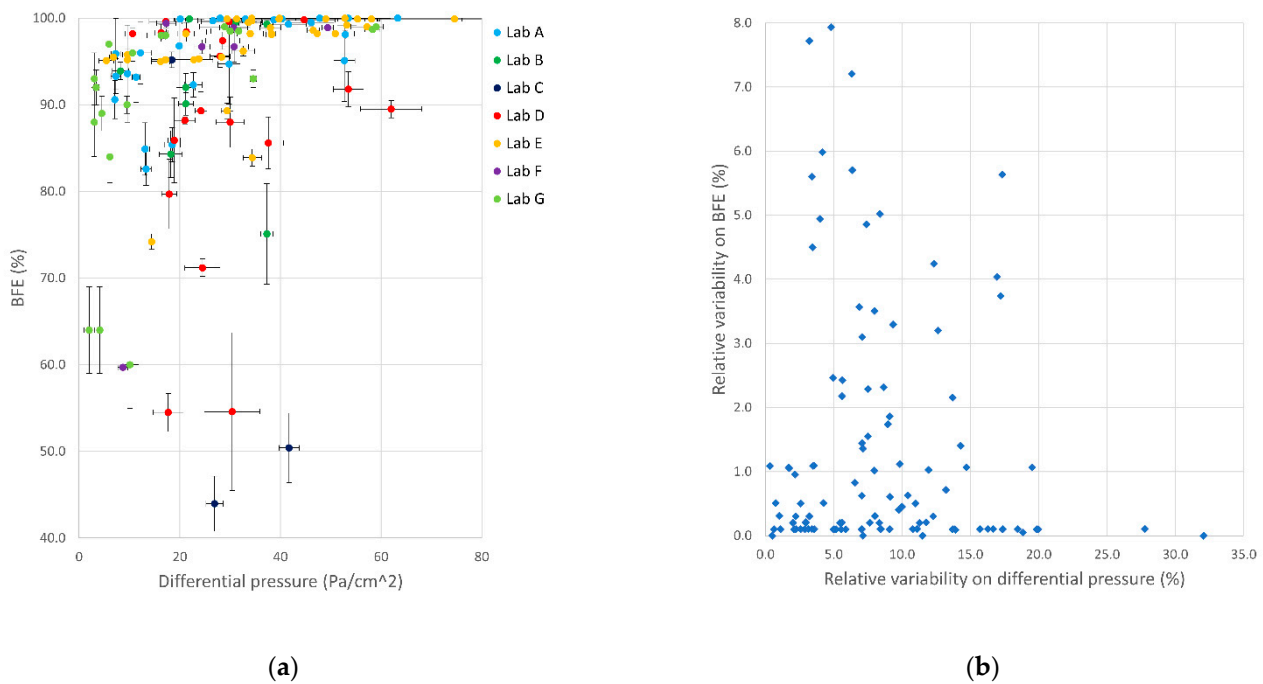 100.0
90.0
80.0
70.0
60.0
50.0
40.0
BFE (%)
0
20
40
60
80
Differential pressure (Pa/cm^2)
Lab A
Lab B
Lab C
Lab D
Lab E
Lab F
Lab G
(a)
8.0
7.0
6.0
5.0
4.0
3.0
2.0
1.0
0.0
Relative variability on BFE (%)
0.0
5.0
10.0
15.0
20.0
25.0
30.0
35.0
Relative variability on differential pressure (%)
(b)